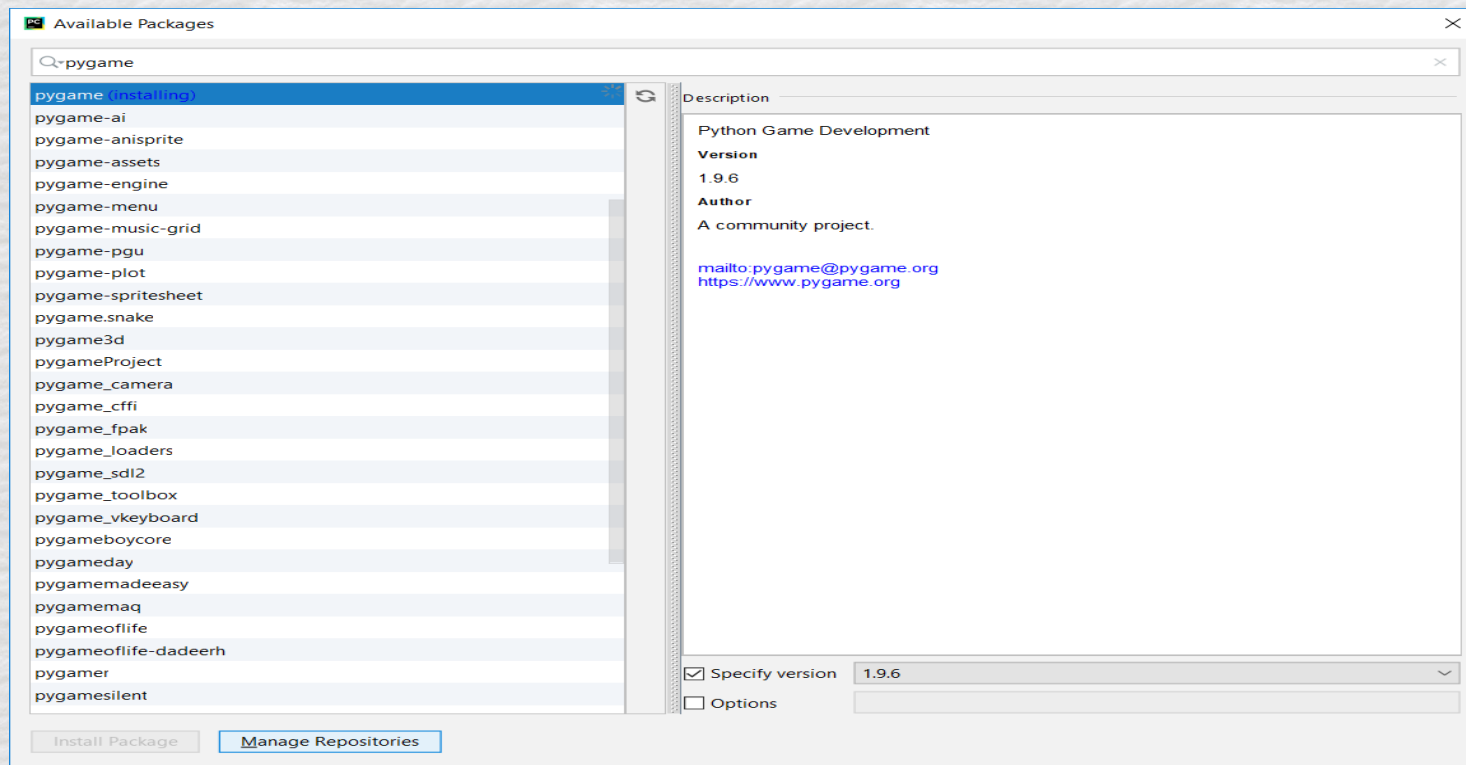 PC Available Packages
pygame
pygame (installing)
pygame-ai
pygame-anisprite
pygame-assets
pygame-engine
pygame-menu
pygame-music-grid
pygame-pgu
pygame-plot
pygame-spritesheet
pygame.snake
pygame3d
pygameProject
pygame_camera
pygame_cffi
pygame_fpak
pygame_loaders
pygame_sdl2
pygame_toolbox
pygame_vkeyboard
pygameboycore
pygameday
pygamemadeeasy
pygamemaq
pygameoflife
pygameoflife-dadeerh
pygamer
pygamesilent
Description
Python Game Development
Version
1.9.6
Author
A community project.
mailto:pygame@pygame.org
https://www.pygame.org
Specify version 1.9.6
Options
Install Package Manage Repositories